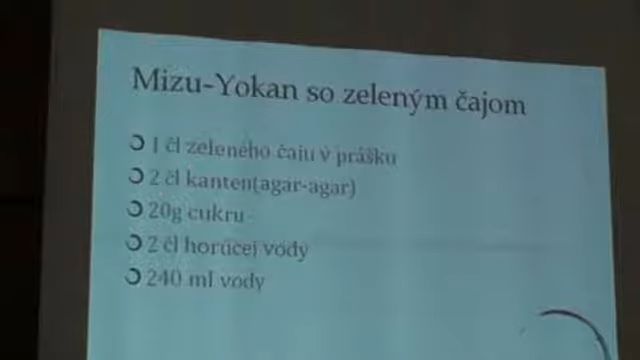 Mizu-Yokan so zeleným čajom
1 čl zeleného čaju v prášku
2 čl kanten(agar-agar)
20g cukru
2 čl horúcej vody
240 ml vody